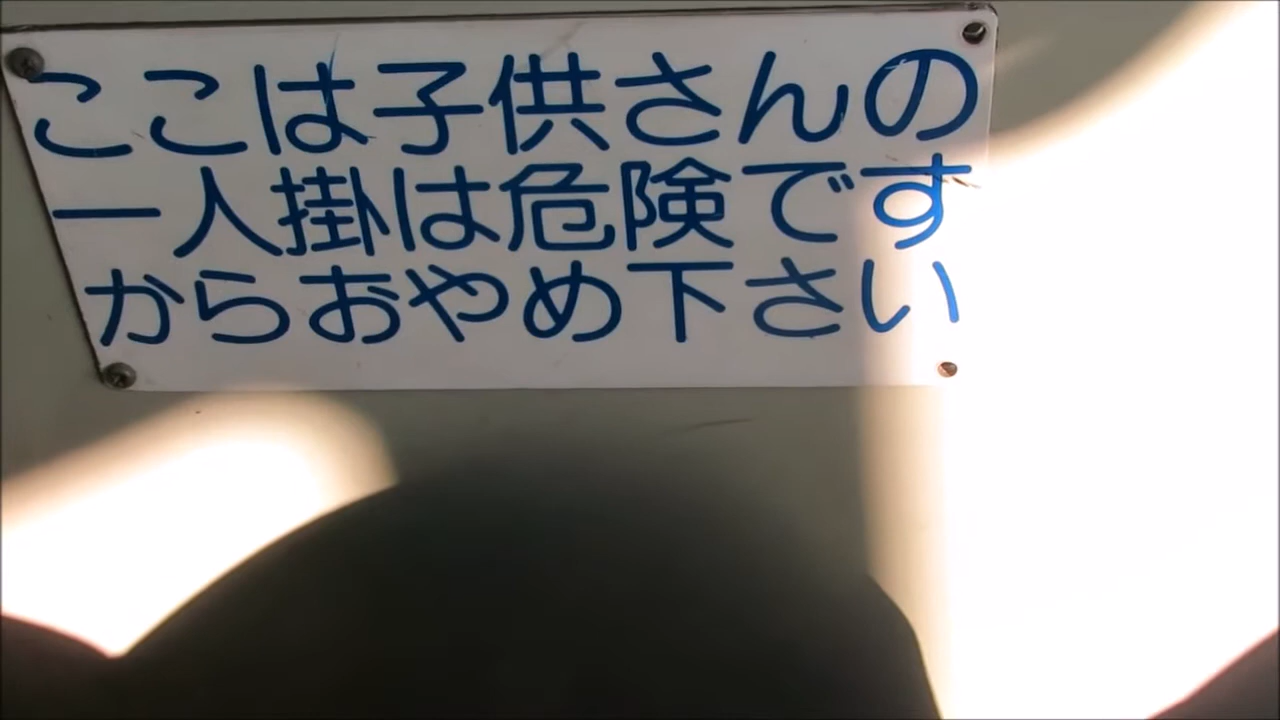 ここは子供さんの
一人掛は危険です
からおやめ下さい